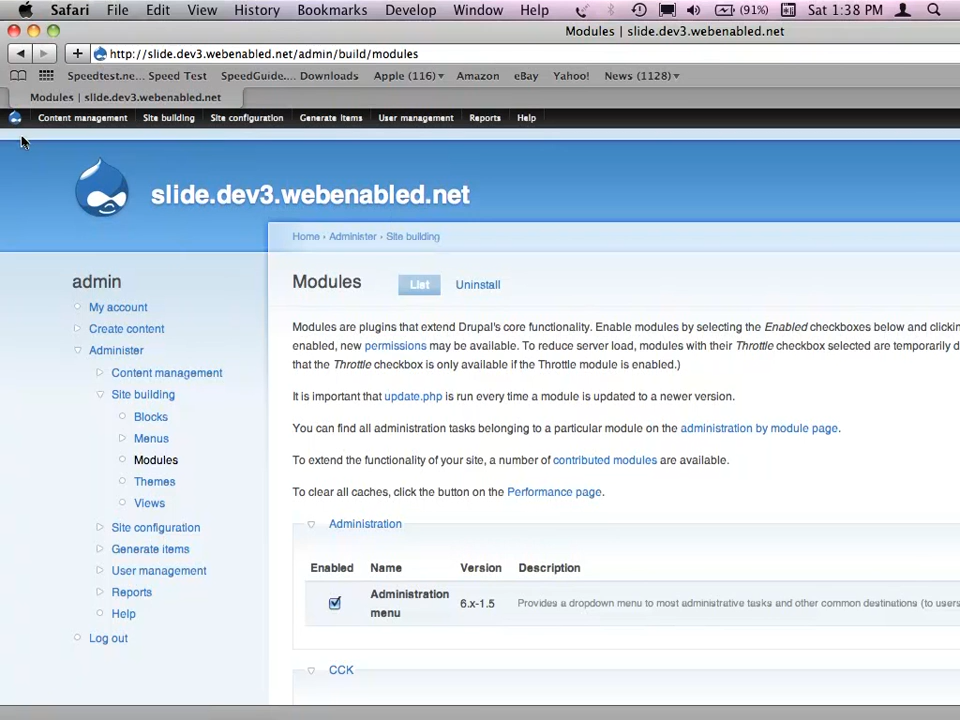 Safari File Edit View History Bookmarks Develop Window Help (91%) Sat 1:38 PM
Modules | slide.dev3.webenabled.net
http://slide.dev3.webenabled.net/admin/build/modules
Speedtest.ne... Speed Test SpeedGuide.... Downloads Apple (116) Amazon eBay Yahoo! News (1128)
Modules | slide.dev3.webenabled.net
Content management Site building Site configuration Generate items User management Reports Help
slide.dev3.webenabled.net
Home › Administer › Site building
admin
My account
Create content
Administer
Content management
Site building
Blocks
Menus
Modules
Themes
Views
Site configuration
Generate items
User management
Reports
Help
Log out
Modules List Uninstall
Modules are plugins that extend Drupal's core functionality. Enable modules by selecting the Enabled checkboxes below and clickin
enabled, new permissions may be available. To reduce server load, modules with their Throttle checkbox selected are temporarily d
that the Throttle checkbox is only available if the Throttle module is enabled.)
It is important that update.php is run every time a module is updated to a newer version.
You can find all administration tasks belonging to a particular module on the administration by module page.
To extend the functionality of your site, a number of contributed modules are available.
To clear all caches, click the button on the Performance page.
Administration
Enabled Name Version Description
Administration
menu
6.x-1.5 Provides a dropdown menu to most administrative tasks and other common destinations (to users
CCK